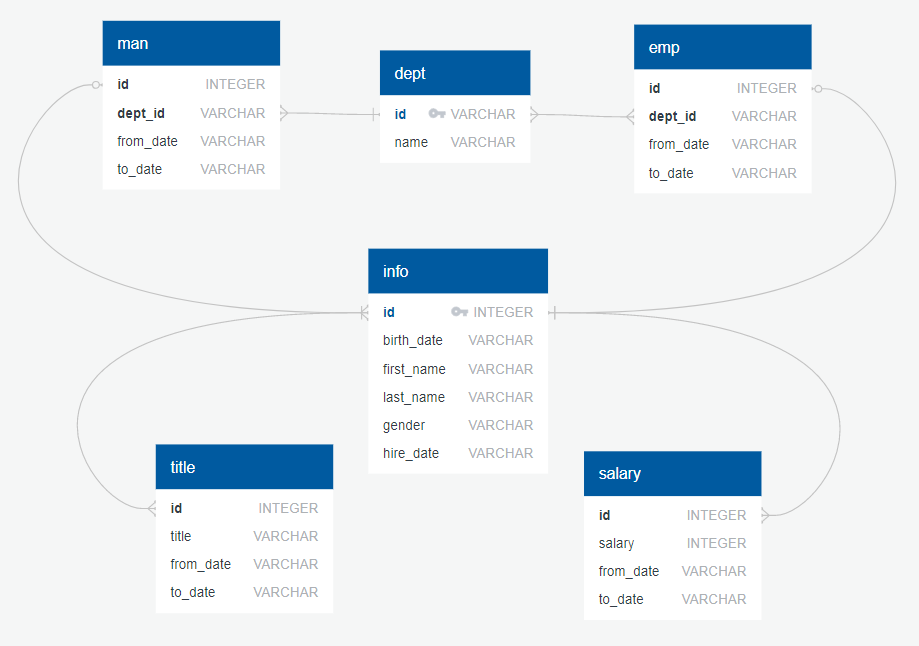 man
id INTEGER
dept_id VARCHAR
from_date VARCHAR
to_date VARCHAR
dept
id VARCHAR
name VARCHAR
emp
id INTEGER
dept_id VARCHAR
from_date VARCHAR
to_date VARCHAR
info
id INTEGER
birth_date VARCHAR
first_name VARCHAR
last_name VARCHAR
gender VARCHAR
hire_date VARCHAR
title
id INTEGER
title VARCHAR
from_date VARCHAR
to_date VARCHAR
salary
id INTEGER
salary INTEGER
from_date VARCHAR
to_date VARCHAR